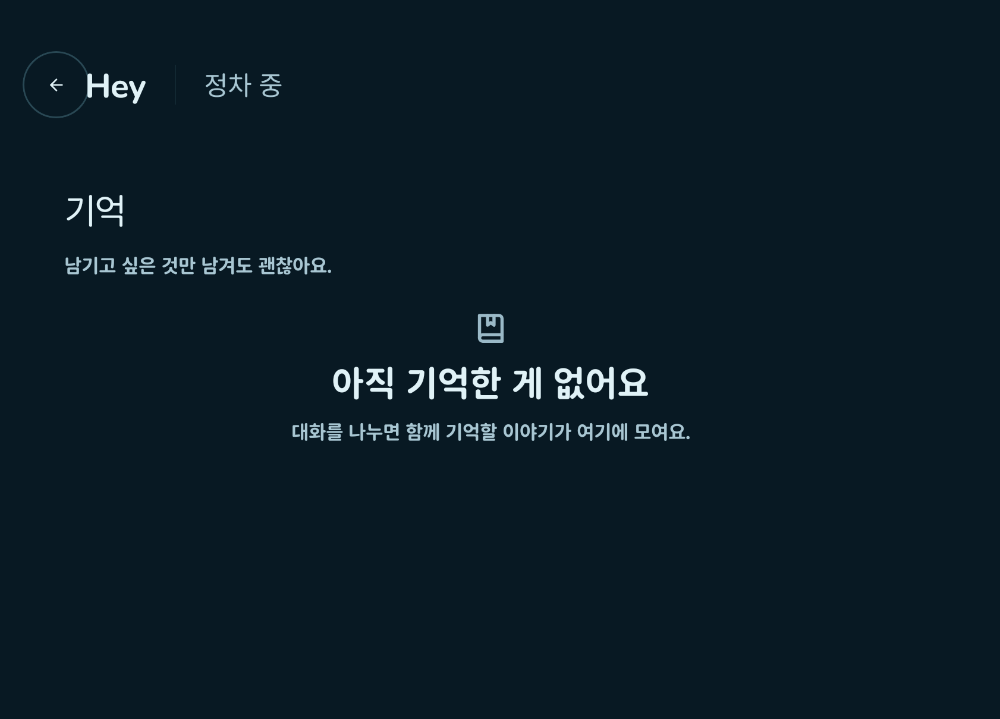 Hey 정차 중
기억
남기고 싶은 것만 남겨도 괜찮아요.
아직 기억한 게 없어요
대화를 나누면 함께 기억할 이야기가 여기에 모여요.